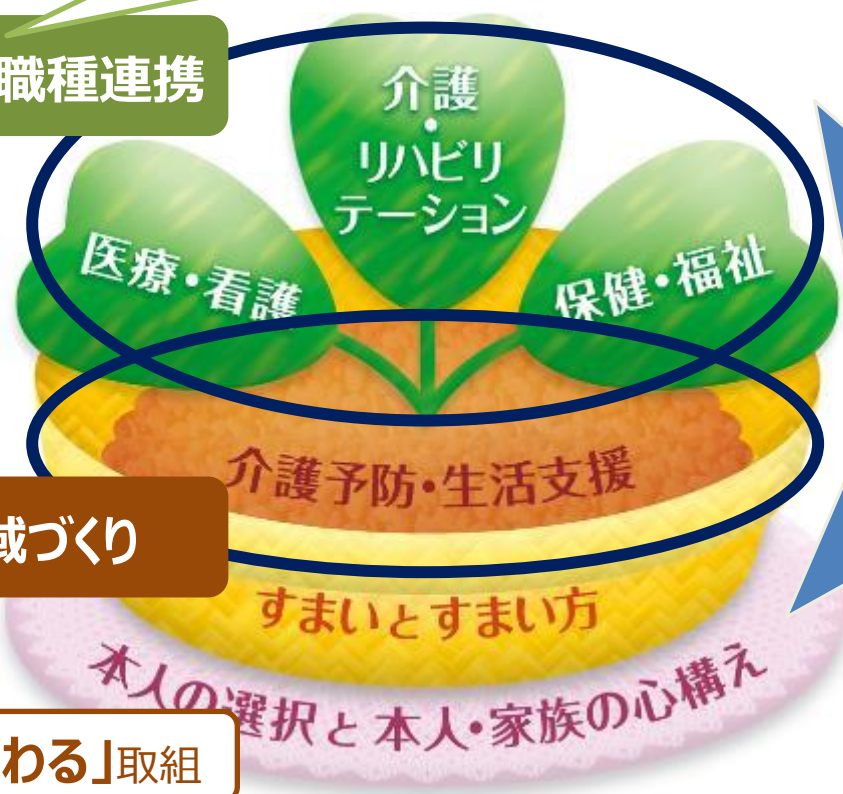 職種連携
介護
・
リハビリ
テーション
医療・看護
保健・福祉
介護予防・生活支援
域づくり
すまいとすまい方
本人の選択と本人・家族の心構え
わる」取組